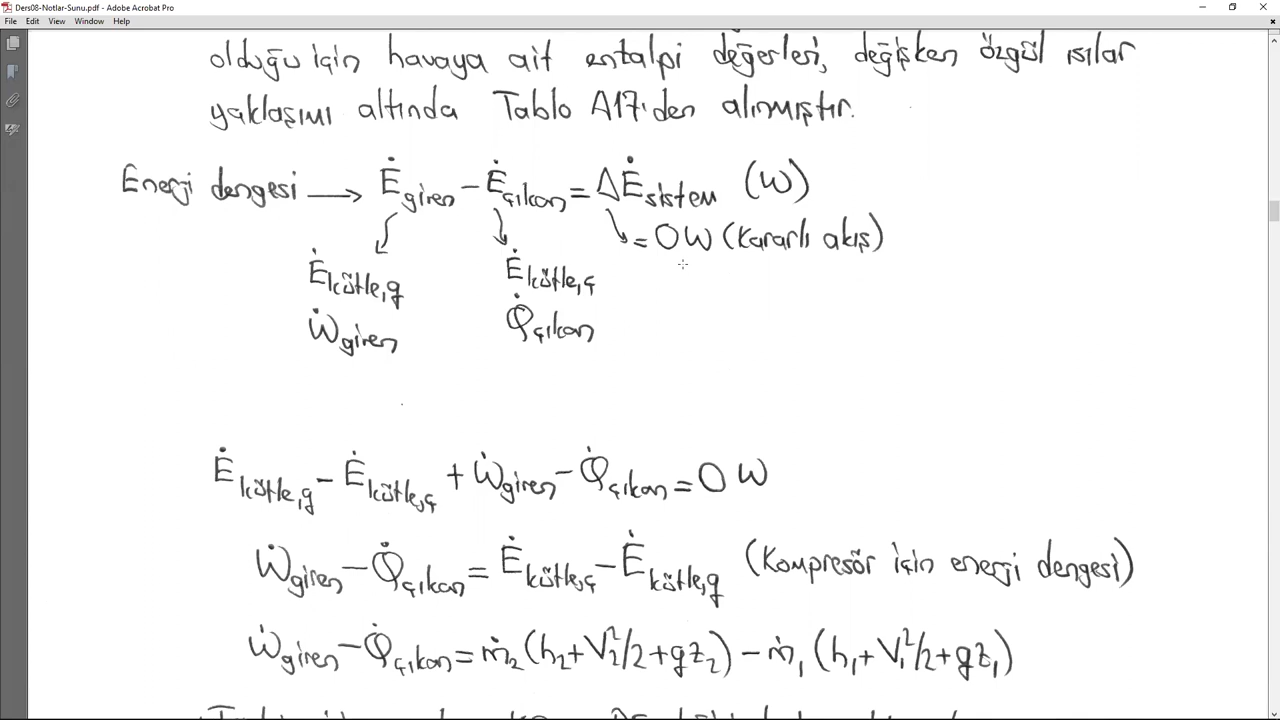 Ders08-Notlar-Sunu.pdf - Adobe Acrobat Pro
File Edit View Window Help
olduğu için havaya ait entalpi değerleri, değişken özgül ısılar
yaklaşımı altında Tablo A17'den alınmıştır.
Enerji dengesi → Ė_giren − Ė_çıkan = ΔĖ_sistem (W)
= 0 W (Kararlı akış)
Ė_kütle,g Ė_kütle,ç
Ẇ_giren Q̇_çıkan
Ė_kütle,g − Ė_kütle,ç + Ẇ_giren − Q̇_çıkan = 0 W
Ẇ_giren − Q̇_çıkan = Ė_kütle,ç − Ė_kütle,g (Kompresör için enerji dengesi)
Ẇ_giren − Q̇_çıkan = ṁ₂ (h₂ + V₂²/2 + gz₂) − ṁ₁ (h₁ + V₁²/2 + gz₁)